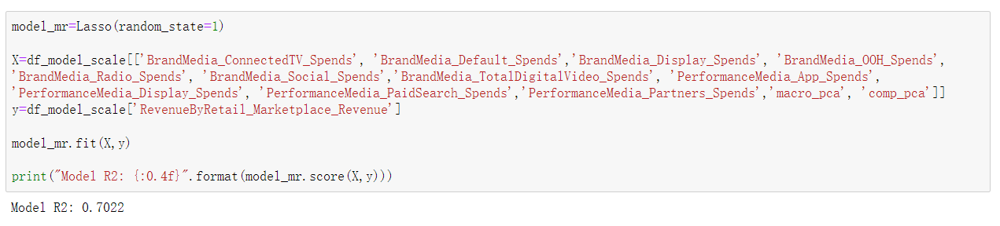 model_mr=Lasso(random_state=1)
X=df_model_scale[['BrandMedia_ConnectedTV_Spends', 'BrandMedia_Default_Spends','BrandMedia_Display_Spends', 'BrandMedia_OOH_Spends',
'BrandMedia_Radio_Spends', 'BrandMedia_Social_Spends','BrandMedia_TotalDigitalVideo_Spends', 'PerformanceMedia_App_Spends',
'PerformanceMedia_Display_Spends', 'PerformanceMedia_PaidSearch_Spends','PerformanceMedia_Partners_Spends','macro_pca', 'comp_pca']]
y=df_model_scale['RevenueByRetail_Marketplace_Revenue']
model_mr.fit(X,y)
print("Model R2: {:0.4f}".format(model_mr.score(X,y)))
Model R2: 0.7022